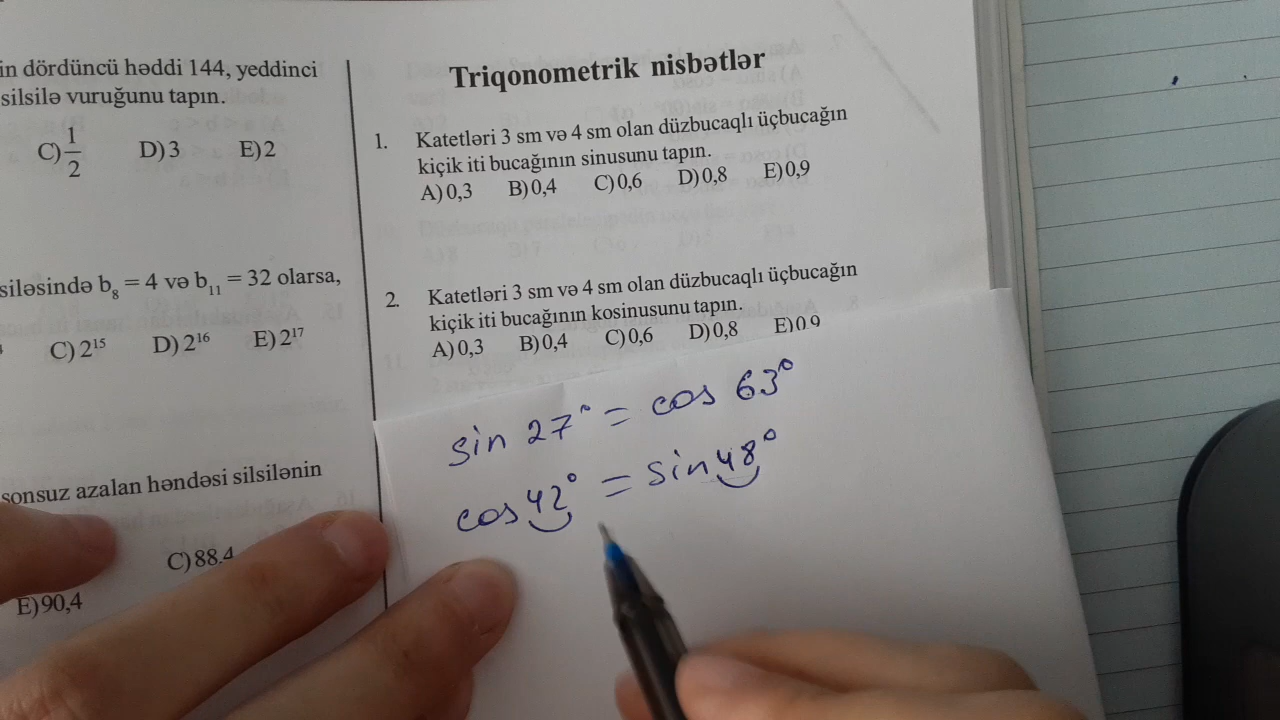 in dördüncü həddi 144, yeddinci
silsilə vuruğunu tapın.
C) 1/2 D) 3 E) 2
siləsində b₈ = 4 və b₁₁ = 32 olarsa,
C) 2¹⁵ D) 2¹⁶ E) 2¹⁷
sonsuz azalan həndəsi silsilənin
C) 88.4
E) 90,4
Triqonometrik nisbətlər
1. Katetləri 3 sm və 4 sm olan düzbucaqlı üçbucağın
kiçik iti bucağının sinusunu tapın.
A) 0,3 B) 0,4 C) 0,6 D) 0,8 E) 0,9
2. Katetləri 3 sm və 4 sm olan düzbucaqlı üçbucağın
kiçik iti bucağının kosinusunu tapın.
A) 0,3 B) 0,4 C) 0,6 D) 0,8 E) 0.9
sin 27° = cos 63°
cos 42° = sin 48°